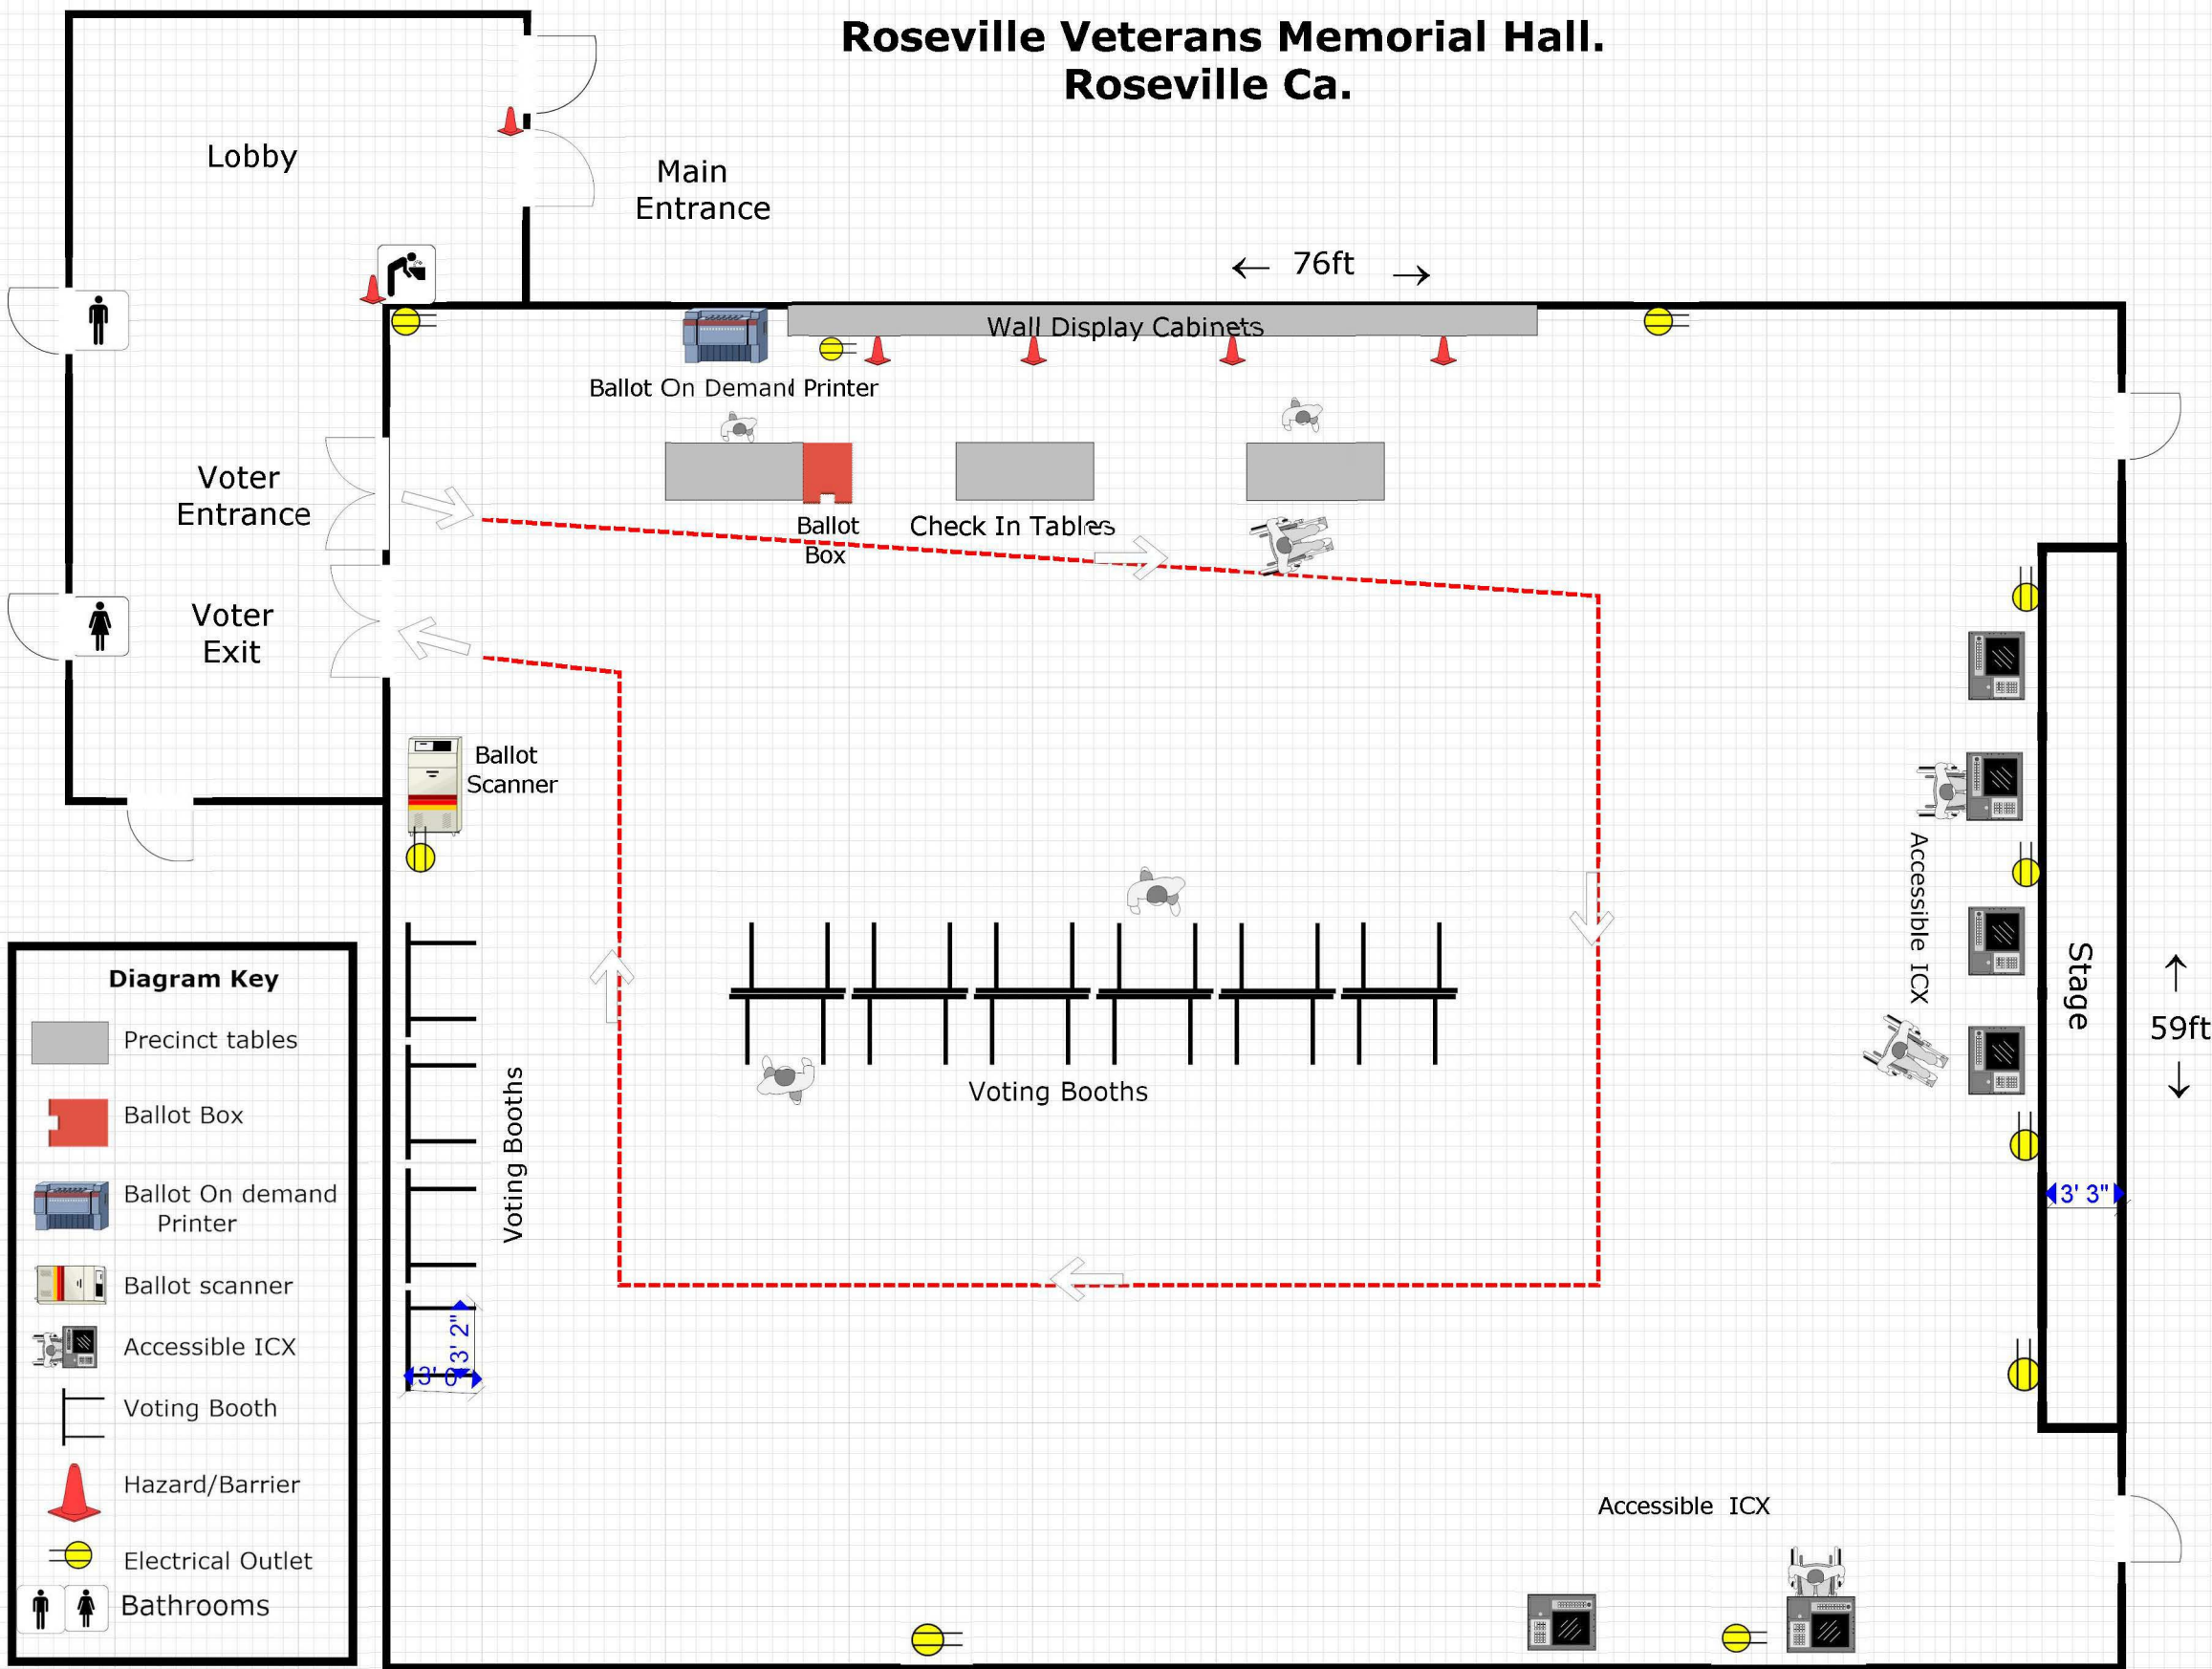 Roseville Veterans Memorial Hall.
Roseville Ca.
Lobby
Main
Entrance
← 76ft →
Wall Display Cabinets
Ballot On Demand Printer
Voter
Entrance
Ballot
Box
Check In Tables
Voter
Exit
Ballot
Scanner
Accessible ICX
Stage
↑
59ft
↓
Voting Booths
Voting Booths
3' 3"
3' 2"
3' 0"
Accessible ICX
Diagram Key
Precinct tables
Ballot Box
Ballot On demand
Printer
Ballot scanner
Accessible ICX
Voting Booth
Hazard/Barrier
Electrical Outlet
Bathrooms